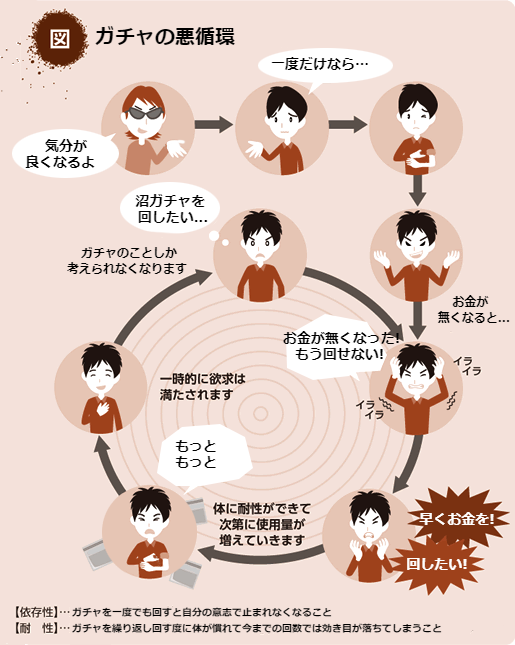 図 ガチャの悪循環
一度だけなら…
気分が
良くなるよ
沼ガチャを
回したい…
ガチャのことしか
考えられなくなります
お金が
無くなると…
お金が無くなった!
もう回せない!
イラ
イラ
イラ
イラ
一時的に欲求は
満たされます
もっと
もっと
体に耐性ができて
次第に使用量が
増えていきます
早くお金を!
回したい!
【依存性】…ガチャを一度でも回すと自分の意志で止まれなくなること
【耐　性】…ガチャを繰り返し回す度に体が慣れて今までの回数では効き目が落ちてしまうこと